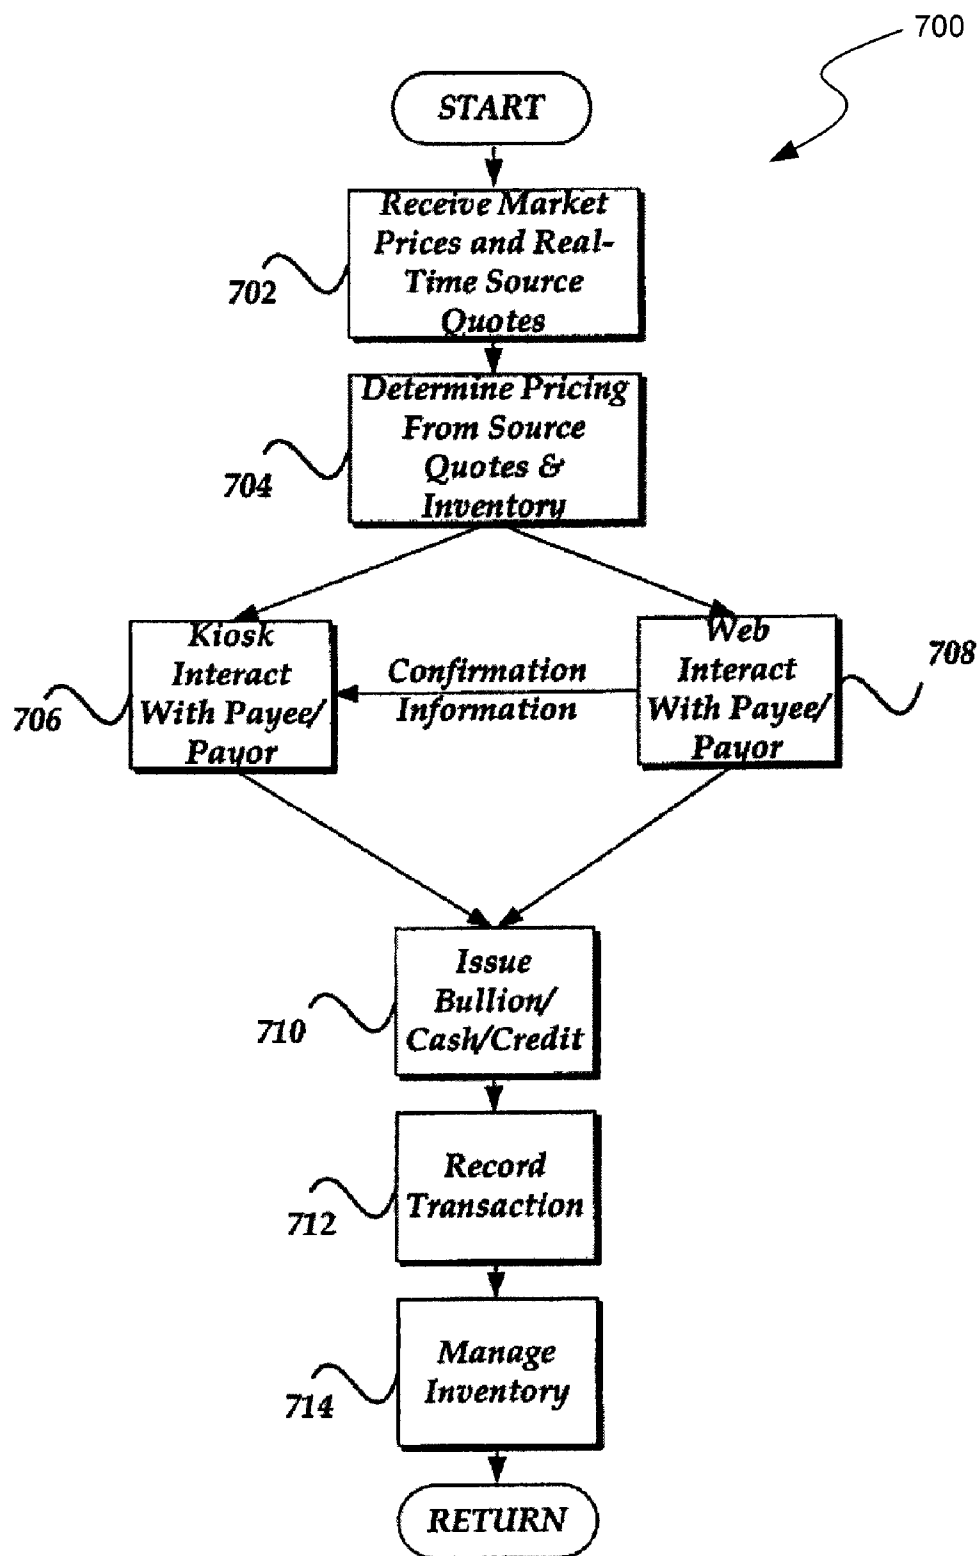 700
START
Receive Market
Prices and Real-
Time Source
Quotes
702
Determine Pricing
From Source
Quotes &
Inventory
704
Kiosk
Interact
With Payee/
Payor
706
Confirmation
Information
Web
Interact
With Payee/
Payor
708
Issue
Bullion/
Cash/Credit
710
Record
Transaction
712
Manage
Inventory
714
RETURN